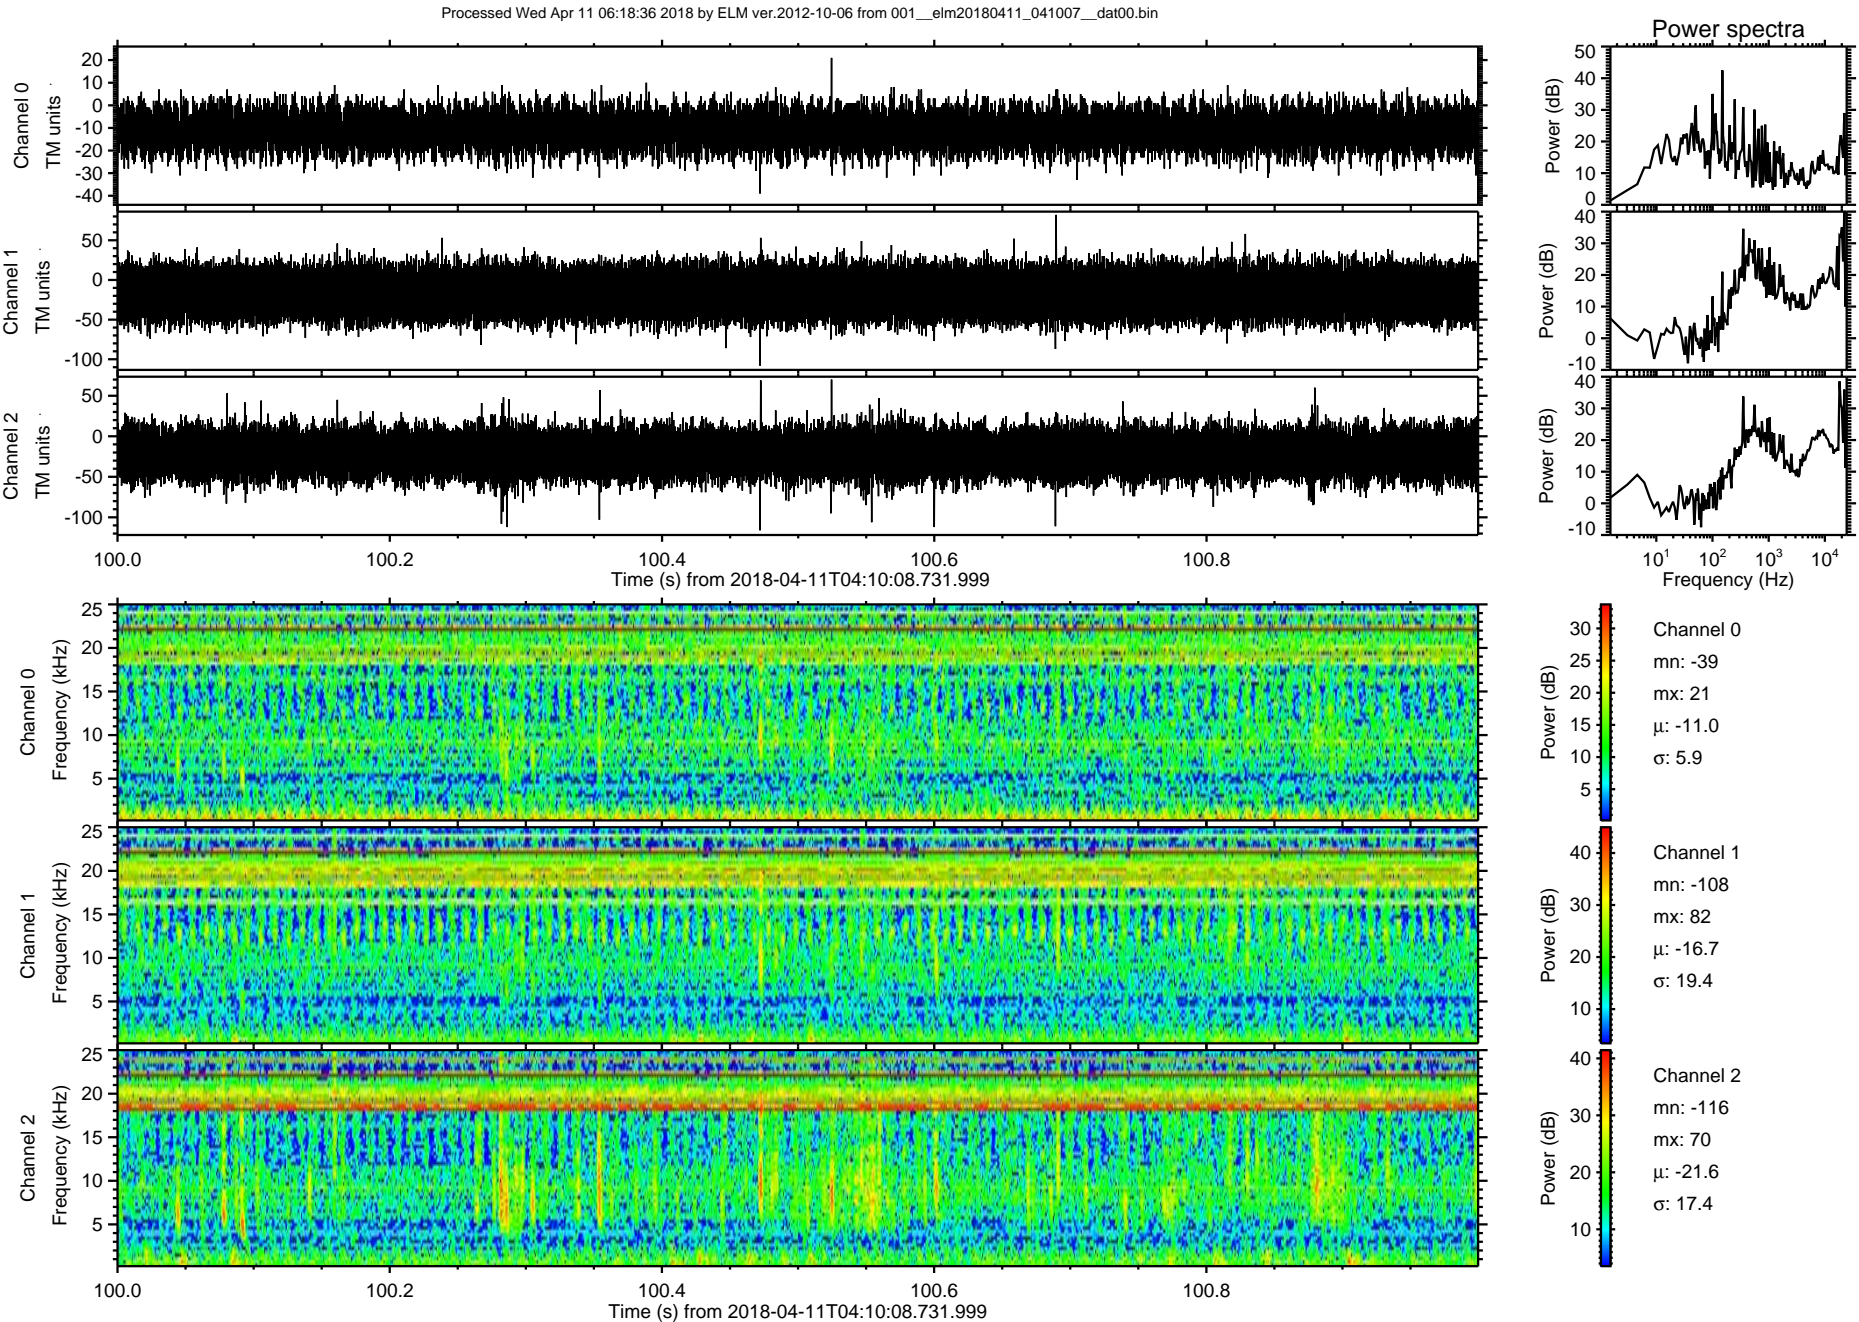 Processed Wed Apr 11 06:18:36 2018 by ELM ver.2012-10-06 from 001__elm20180411_041007__dat00.bin
Power spectra
Channel 0
TM units
20
10
0
-10
-20
-30
-40
Power (dB)
50
40
30
20
10
0
Channel 1
TM units
50
0
-50
-100
Power (dB)
40
30
20
10
0
-10
Channel 2
TM units
50
0
-50
-100
Power (dB)
40
30
20
10
0
-10
100.0 100.2 100.4 100.6 100.8
Time (s) from 2018-04-11T04:10:08.731.999
10¹ 10² 10³ 10⁴
Frequency (Hz)
Channel 0
Frequency (kHz)
25
20
15
10
5
Power (dB)
30
25
20
15
10
5
Channel 0
mn: -39
mx: 21
µ: -11.0
σ: 5.9
Channel 1
Frequency (kHz)
25
20
15
10
5
Power (dB)
40
30
20
10
Channel 1
mn: -108
mx: 82
µ: -16.7
σ: 19.4
Channel 2
Frequency (kHz)
25
20
15
10
5
Power (dB)
40
30
20
10
Channel 2
mn: -116
mx: 70
µ: -21.6
σ: 17.4
100.0 100.2 100.4 100.6 100.8
Time (s) from 2018-04-11T04:10:08.731.999